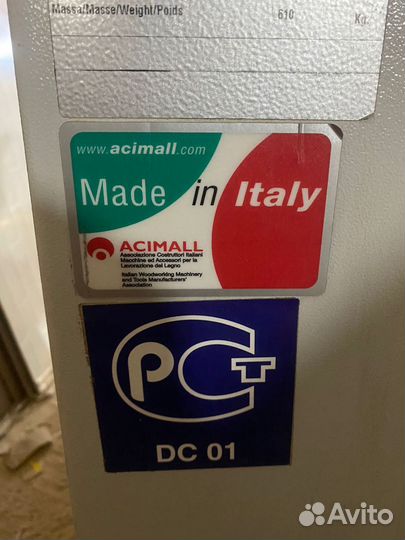 Massa/Masse/Weight/Poids 610 Kg.
www.acimall.com
Made in Italy
ACIMALL
Associazione Costruttori Italiani
Macchine ed Accessori per la
Lavorazione del Legno
Italian Woodworking Machinery
and Tools Manufacturers'
Association
РСТ
DC 01
Avito